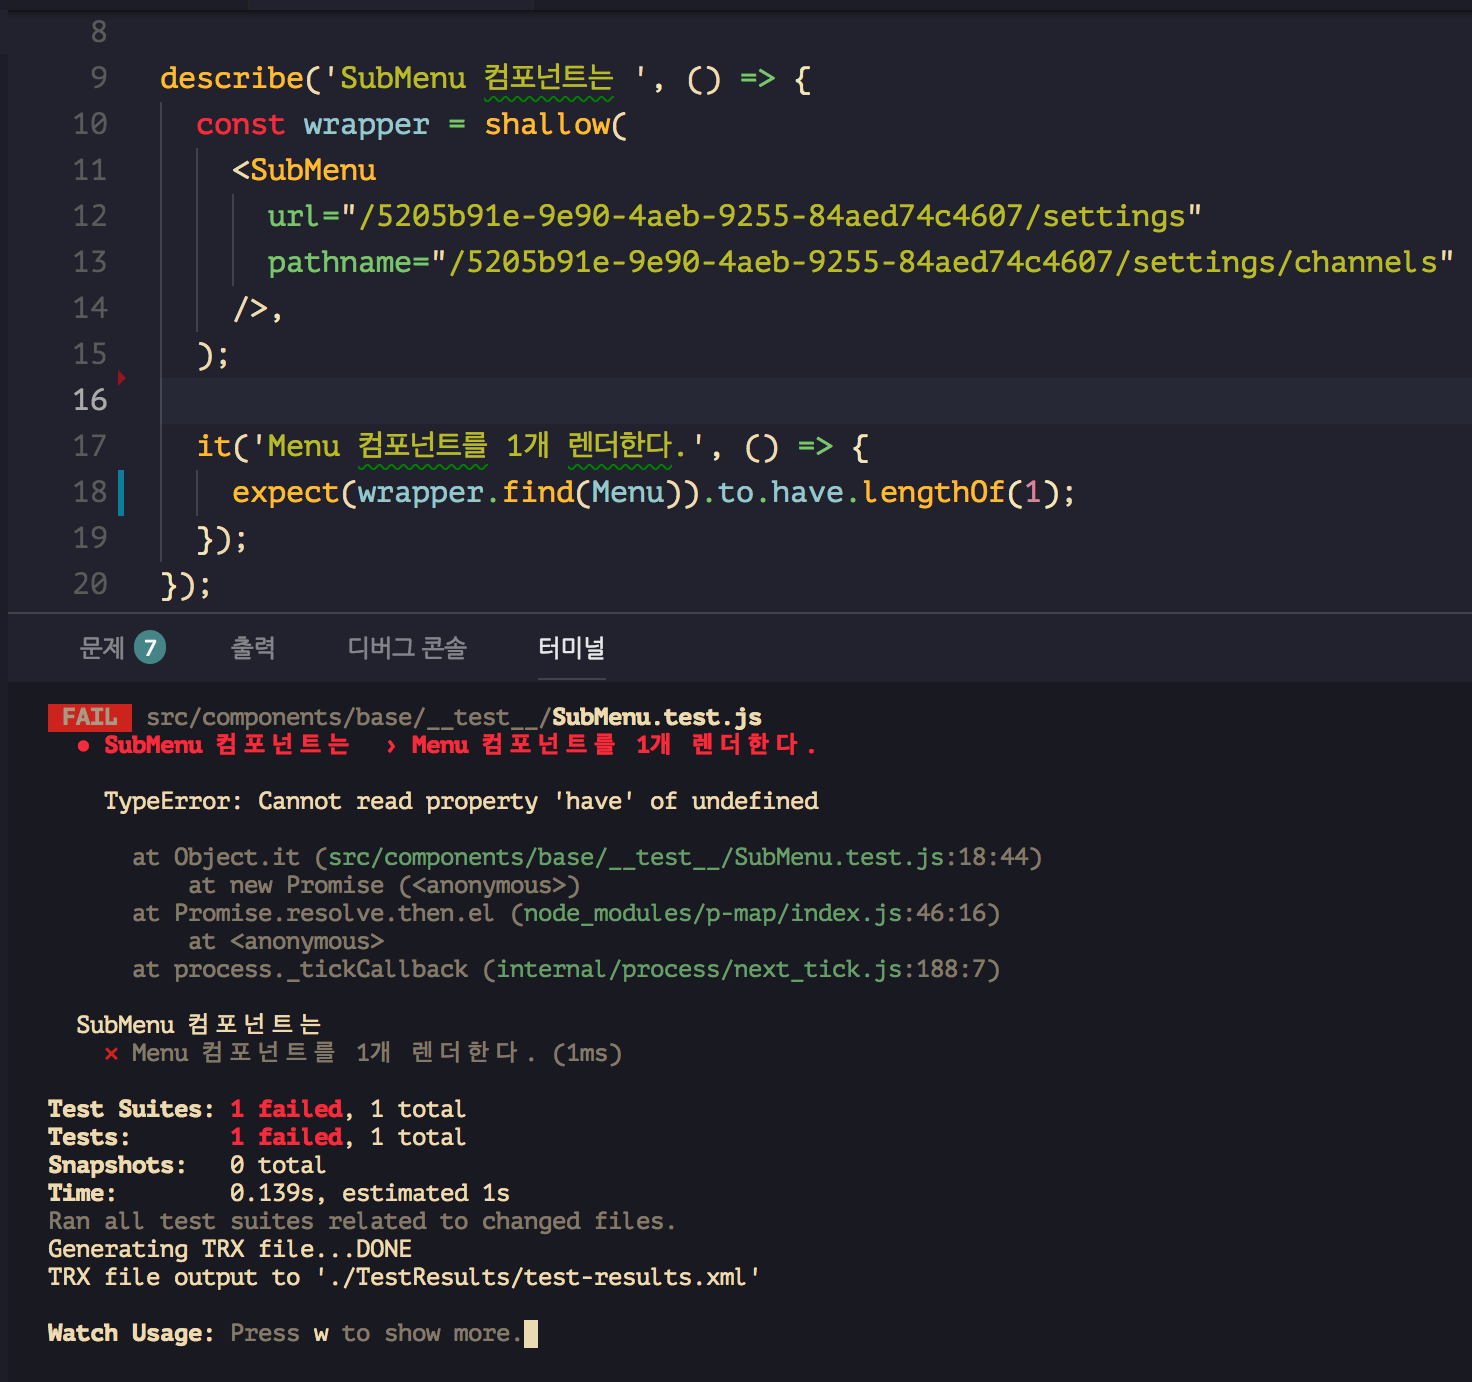 8
9 describe('SubMenu 컴포넌트는 ', () => {
10 const wrapper = shallow(
11 <SubMenu
12 url="/5205b91e-9e90-4aeb-9255-84aed74c4607/settings"
13 pathname="/5205b91e-9e90-4aeb-9255-84aed74c4607/settings/channels"
14 />,
15 );
16
17 it('Menu 컴포넌트를 1개 렌더한다.', () => {
18 expect(wrapper.find(Menu)).to.have.lengthOf(1);
19 });
20 });
문제 7 출력 디버그 콘솔 터미널
FAIL src/components/base/__test__/SubMenu.test.js
● SubMenu 컴포넌트는 › Menu 컴포넌트를 1개 렌더한다.
TypeError: Cannot read property 'have' of undefined
at Object.it (src/components/base/__test__/SubMenu.test.js:18:44)
at new Promise (<anonymous>)
at Promise.resolve.then.el (node_modules/p-map/index.js:46:16)
at <anonymous>
at process._tickCallback (internal/process/next_tick.js:188:7)
SubMenu 컴포넌트는
× Menu 컴포넌트를 1개 렌더한다. (1ms)
Test Suites: 1 failed, 1 total
Tests: 1 failed, 1 total
Snapshots: 0 total
Time: 0.139s, estimated 1s
Ran all test suites related to changed files.
Generating TRX file...DONE
TRX file output to './TestResults/test-results.xml'
Watch Usage: Press w to show more.